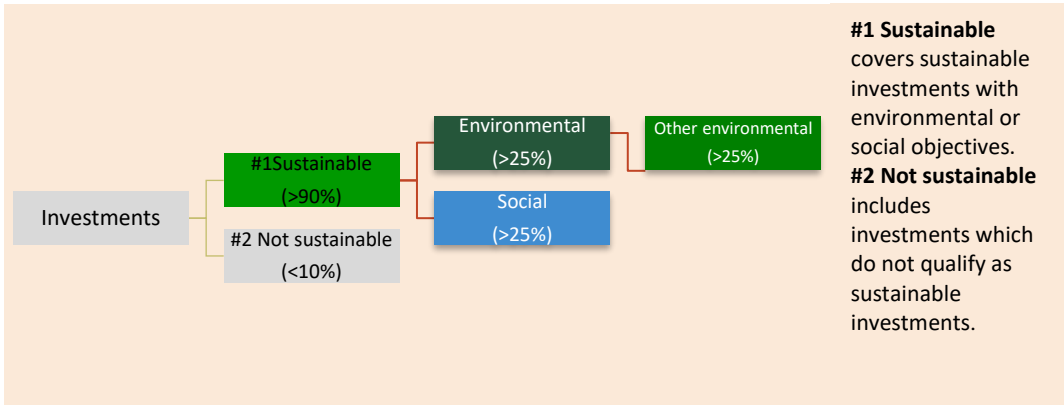 Investments
#1Sustainable
(>90%)
#2 Not sustainable
(<10%)
Environmental
(>25%)
Social
(>25%)
Other environmental
(>25%)
#1 Sustainable
covers sustainable
investments with
environmental or
social objectives.
#2 Not sustainable
includes
investments which
do not qualify as
sustainable
investments.